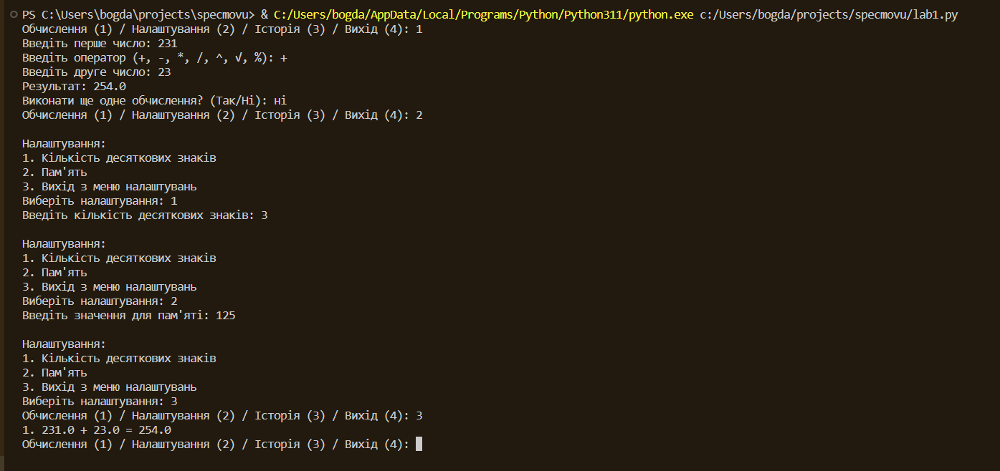 PS C:\Users\bogda\projects\specmovu> & C:/Users/bogda/AppData/Local/Programs/Python/Python311/python.exe c:/Users/bogda/projects/specmovu/lab1.py
Обчислення (1) / Налаштування (2) / Історія (3) / Вихід (4): 1
Введіть перше число: 231
Введіть оператор (+, -, *, /, ^, √, %): +
Введіть друге число: 23
Результат: 254.0
Виконати ще одне обчислення? (Так/Ні): ні
Обчислення (1) / Налаштування (2) / Історія (3) / Вихід (4): 2
Налаштування:
1. Кількість десяткових знаків
2. Пам'ять
3. Вихід з меню налаштувань
Виберіть налаштування: 1
Введіть кількість десяткових знаків: 3
Налаштування:
1. Кількість десяткових знаків
2. Пам'ять
3. Вихід з меню налаштувань
Виберіть налаштування: 2
Введіть значення для пам'яті: 125
Налаштування:
1. Кількість десяткових знаків
2. Пам'ять
3. Вихід з меню налаштувань
Виберіть налаштування: 3
Обчислення (1) / Налаштування (2) / Історія (3) / Вихід (4): 3
1. 231.0 + 23.0 = 254.0
Обчислення (1) / Налаштування (2) / Історія (3) / Вихід (4):